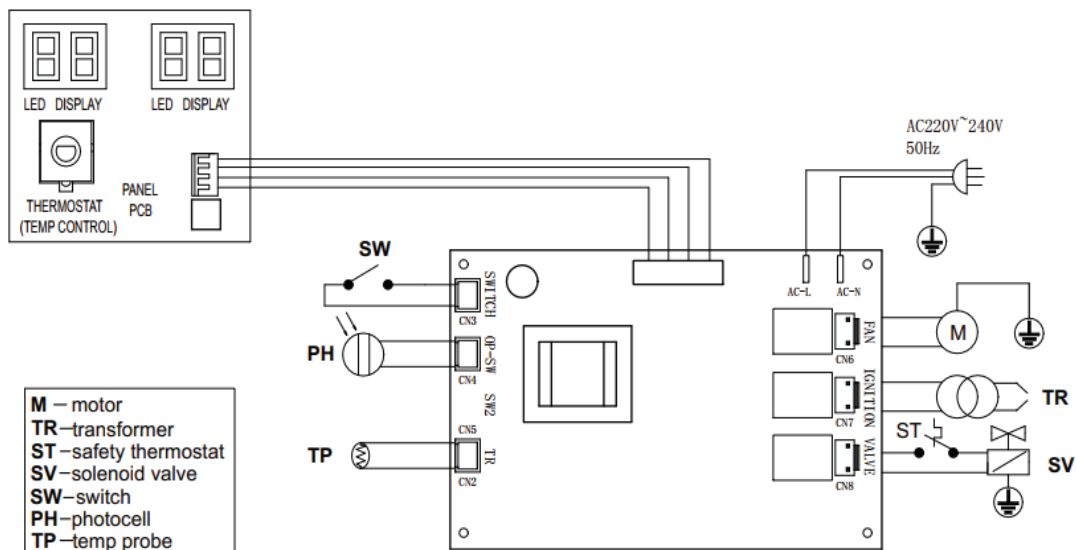 LED DISPLAY
LED DISPLAY
THERMOSTAT
(TEMP CONTROL)
PANEL
PCB
AC220V~240V
50Hz
SW
SWITCH
CN3
AC-L
AC-N
PH
OP-SW
CN4
FAN
CN6
M
SW2
CN5
IGNITION
CN7
TR
TP
TR
CN2
VALVE
CN8
ST
SV
M – motor
TR–transformer
ST–safety thermostat
SV–solenoid valve
SW–switch
PH–photocell
TP–temp probe